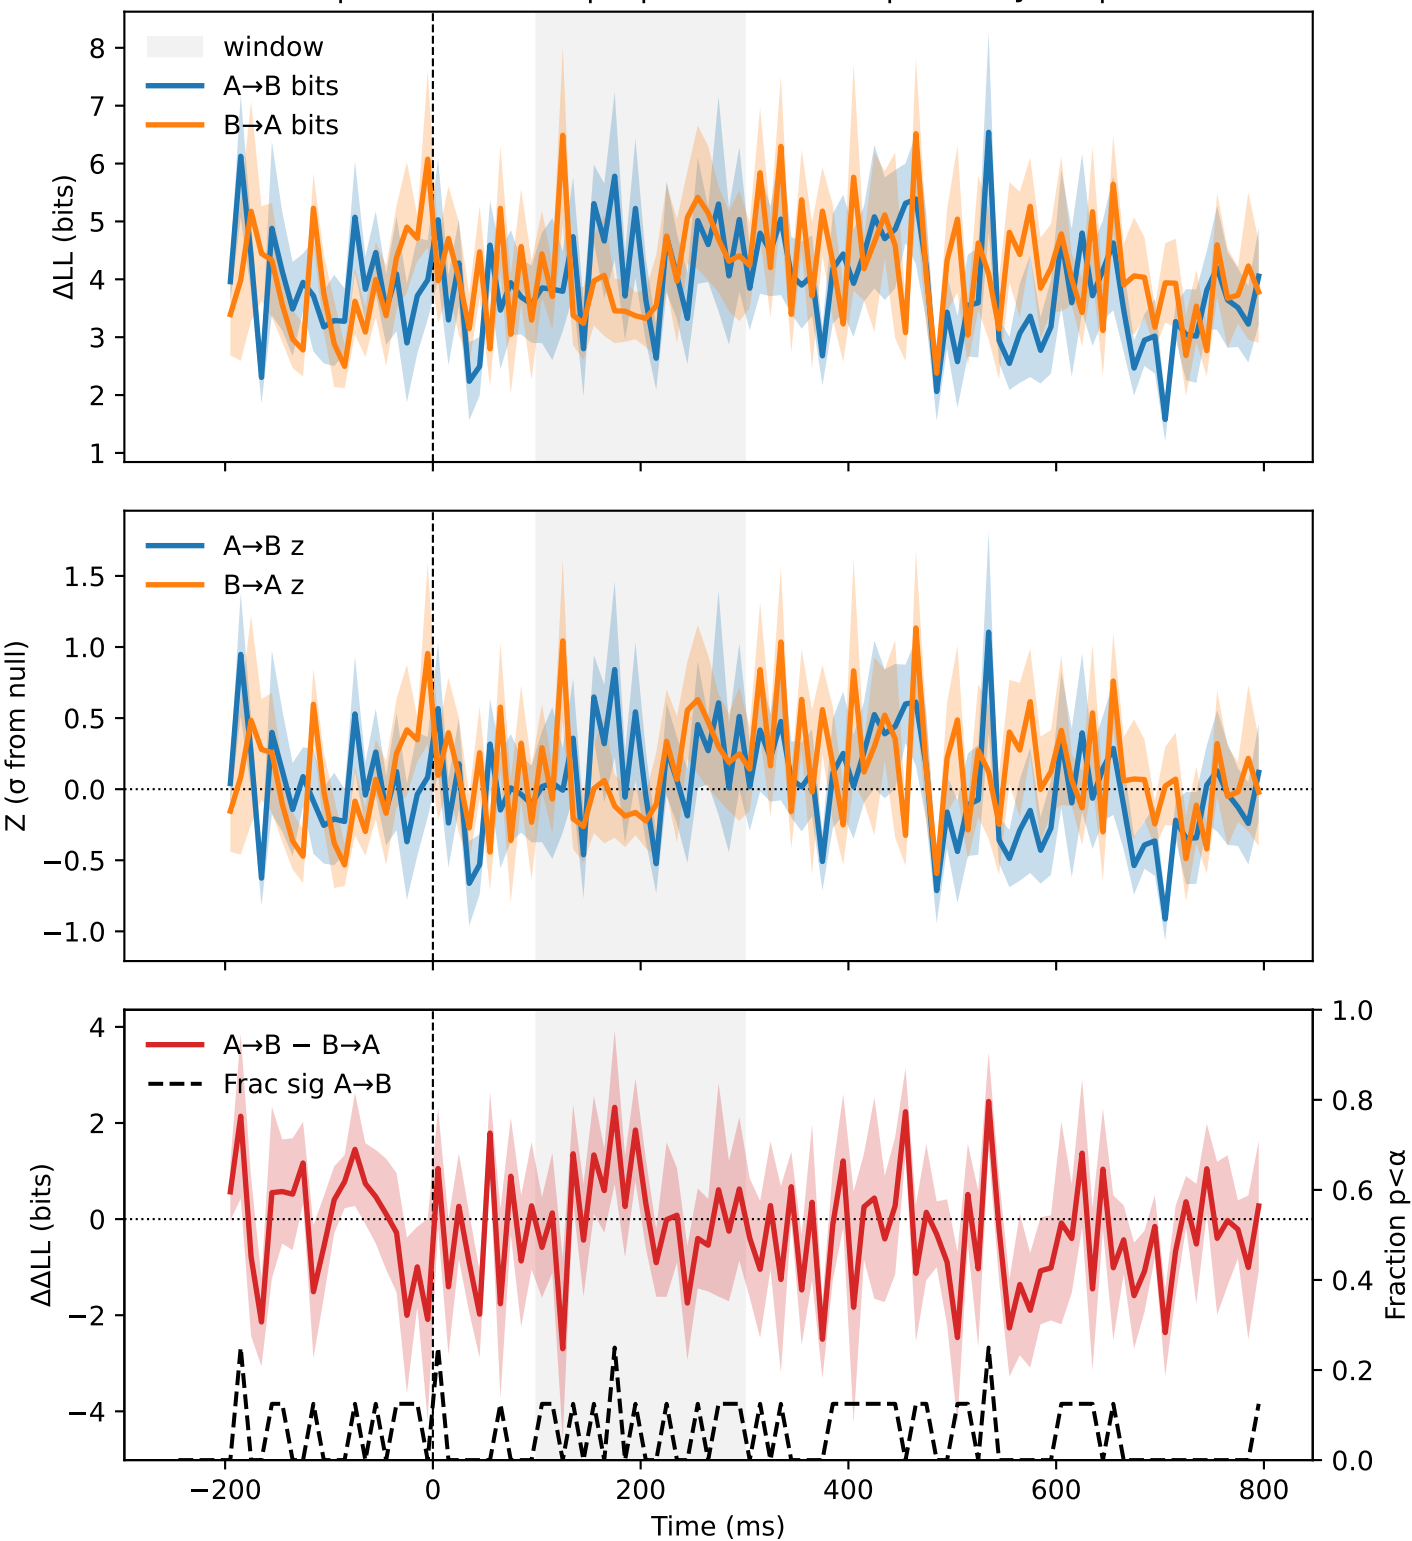 8
7
6
5
4
3
2
1
ΔLL (bits)
window
A→B bits
B→A bits
1.5
1.0
0.5
0.0
−0.5
−1.0
Z (σ from null)
A→B z
B→A z
4
2
0
−2
−4
ΔΔLL (bits)
A→B − B→A
Frac sig A→B
1.0
0.8
0.6
0.4
0.2
0.0
Fraction p<α
−200 0 200 400 600 800
Time (ms)